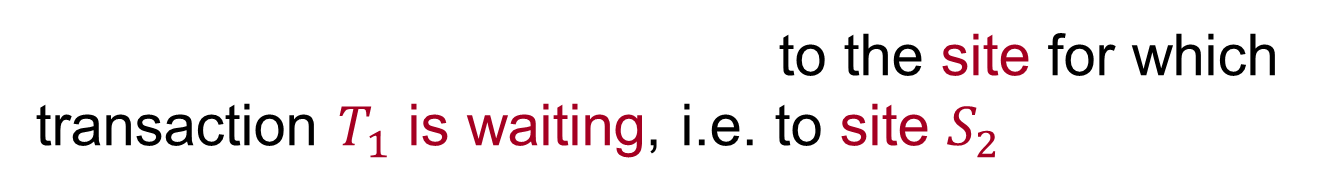 to the site for which
transaction T₁ is waiting, i.e. to site S₂